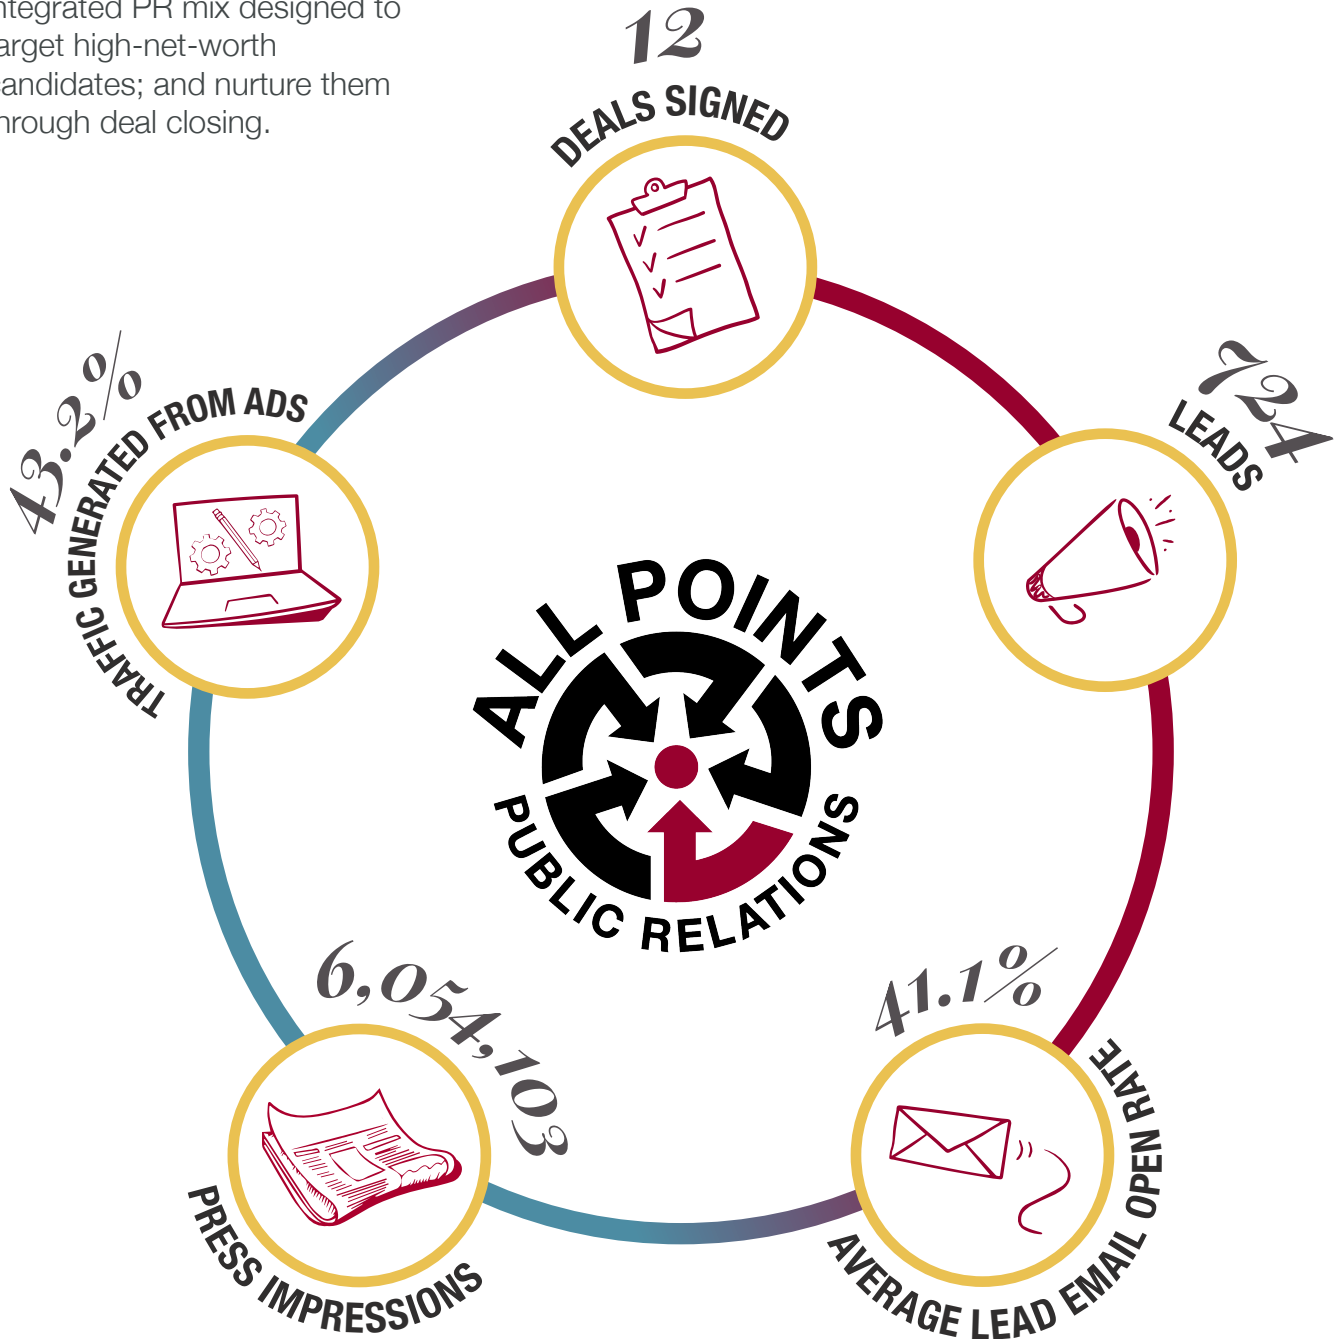 ntegrated PR mix designed to
arget high-net-worth
andidates; and nurture them
hrough deal closing.
12
DEALS SIGNED
724
LEADS
43.2%
TRAFFIC GENERATED FROM ADS
ALL POINTS
PUBLIC RELATIONS
6,054,103
PRESS IMPRESSIONS
41.1%
AVERAGE LEAD EMAIL OPEN RATE